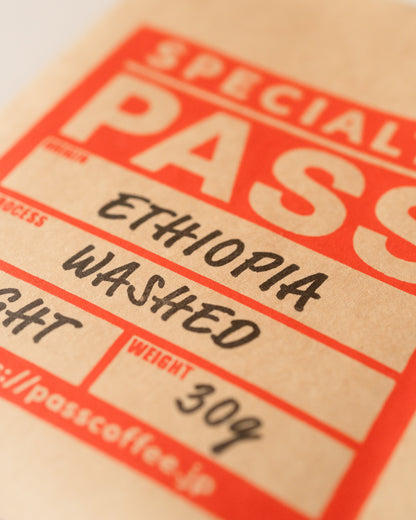 SPECIAL
PASS
ORIGIN
ETHIOPIA
PROCESS
WASHED
GHT
WEIGHT
30g
://passcoffee.jp